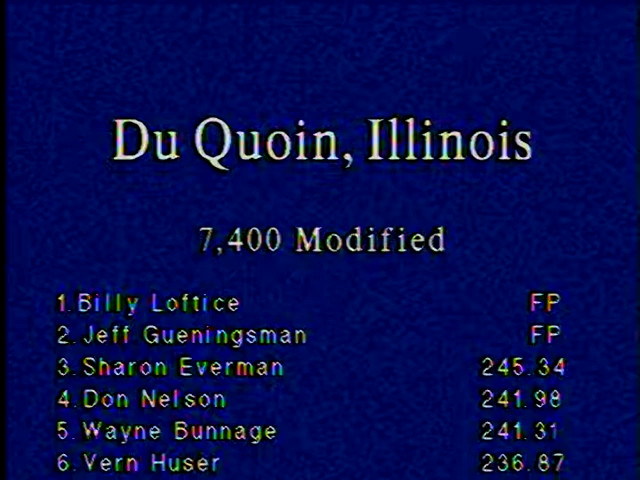 Du Quoin, Illinois
7,400 Modified
1. Billy Loftice FP
2. Jeff Gueningsman FP
3. Sharon Everman 245.34
4. Don Nelson 241.98
5. Wayne Bunnage 241.31
6. Vern Huser 236.87